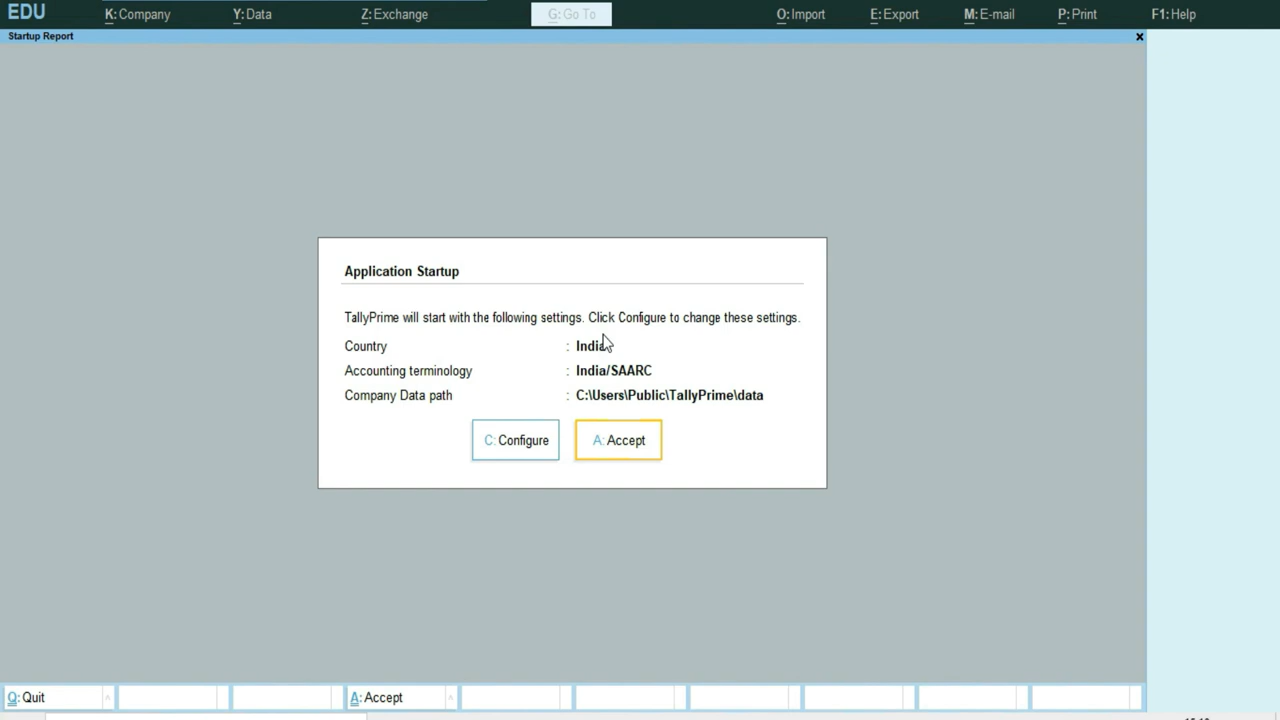 EDU K: Company Y: Data Z: Exchange G: Go To O: Import E: Export M: E-mail P: Print F1: Help
Startup Report
Application Startup
TallyPrime will start with the following settings. Click Configure to change these settings.
Country : India
Accounting terminology : India/SAARC
Company Data path : C:\Users\Public\TallyPrime\data
C: Configure A: Accept
Q: Quit A: Accept